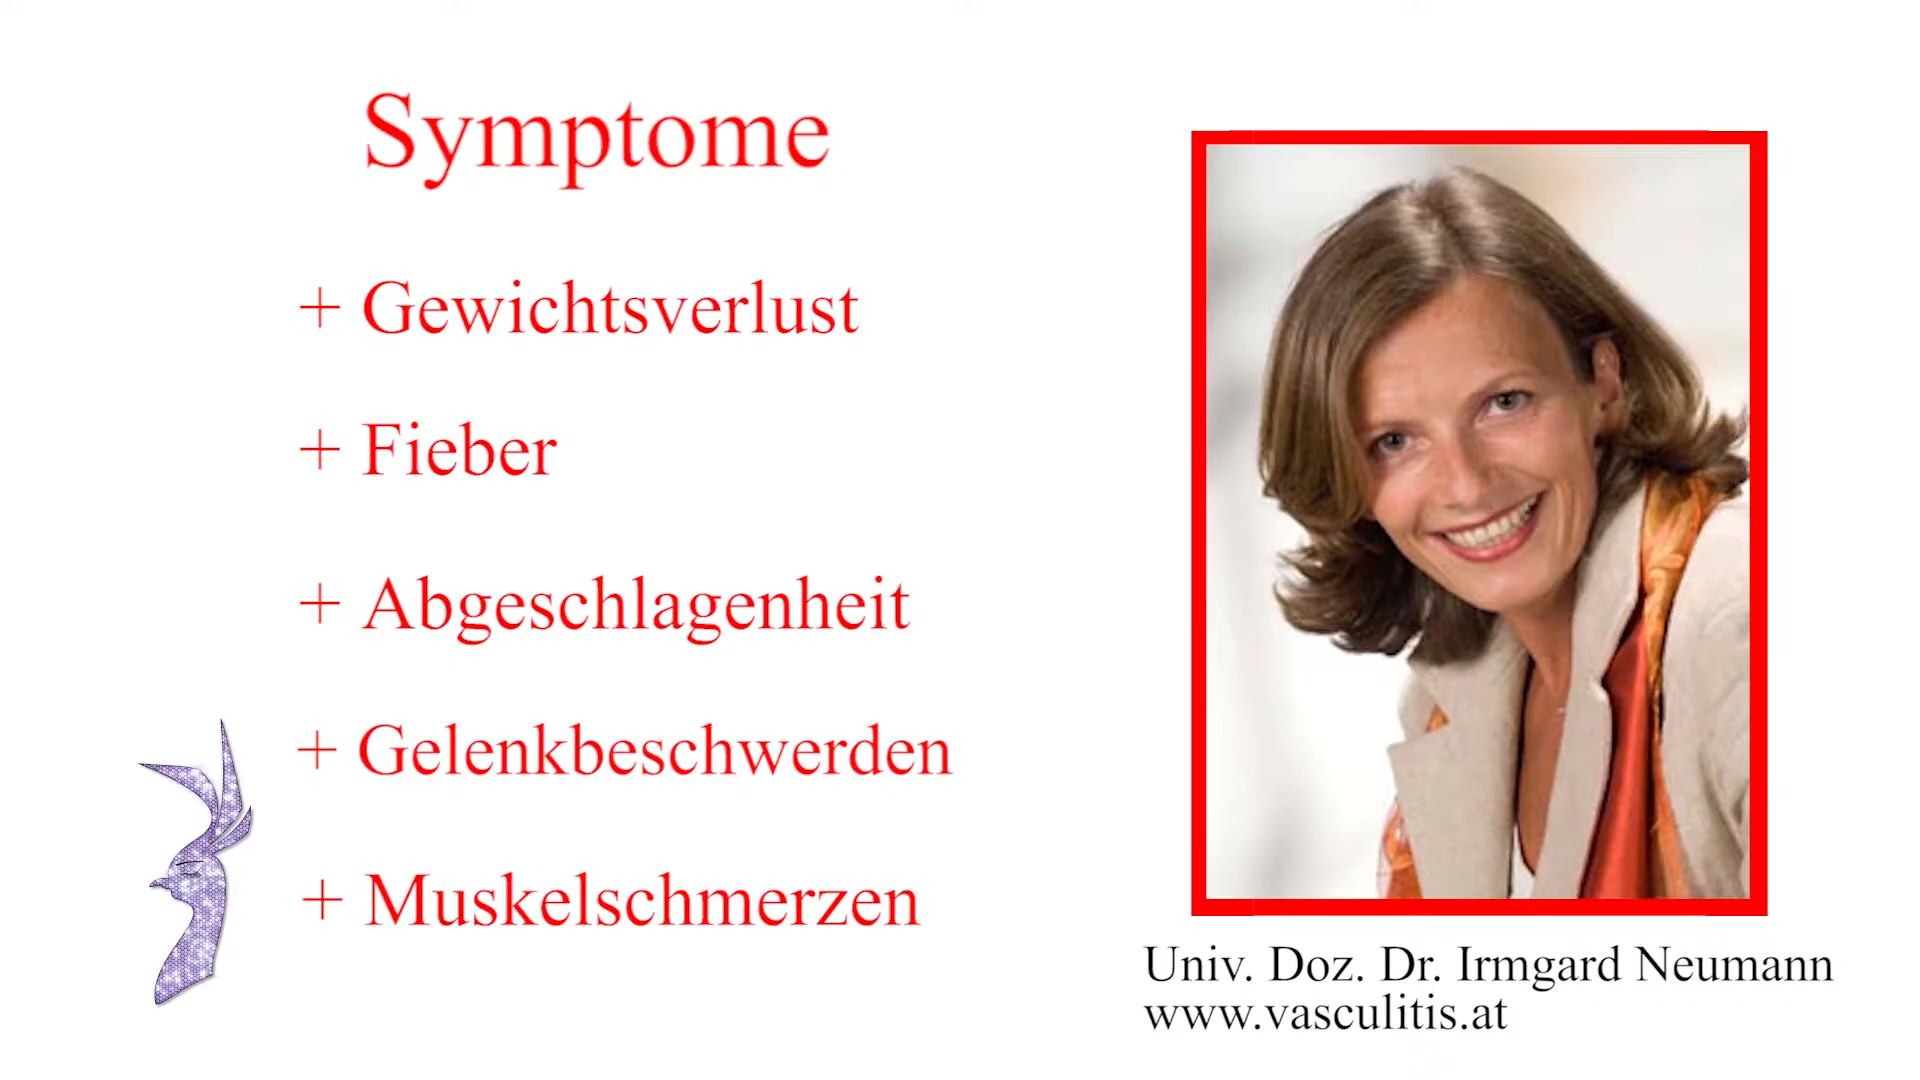 Symptome
+ Gewichtsverlust
+ Fieber
+ Abgeschlagenheit
+ Gelenkbeschwerden
+ Muskelschmerzen
Univ. Doz. Dr. Irmgard Neumann
www.vasculitis.at